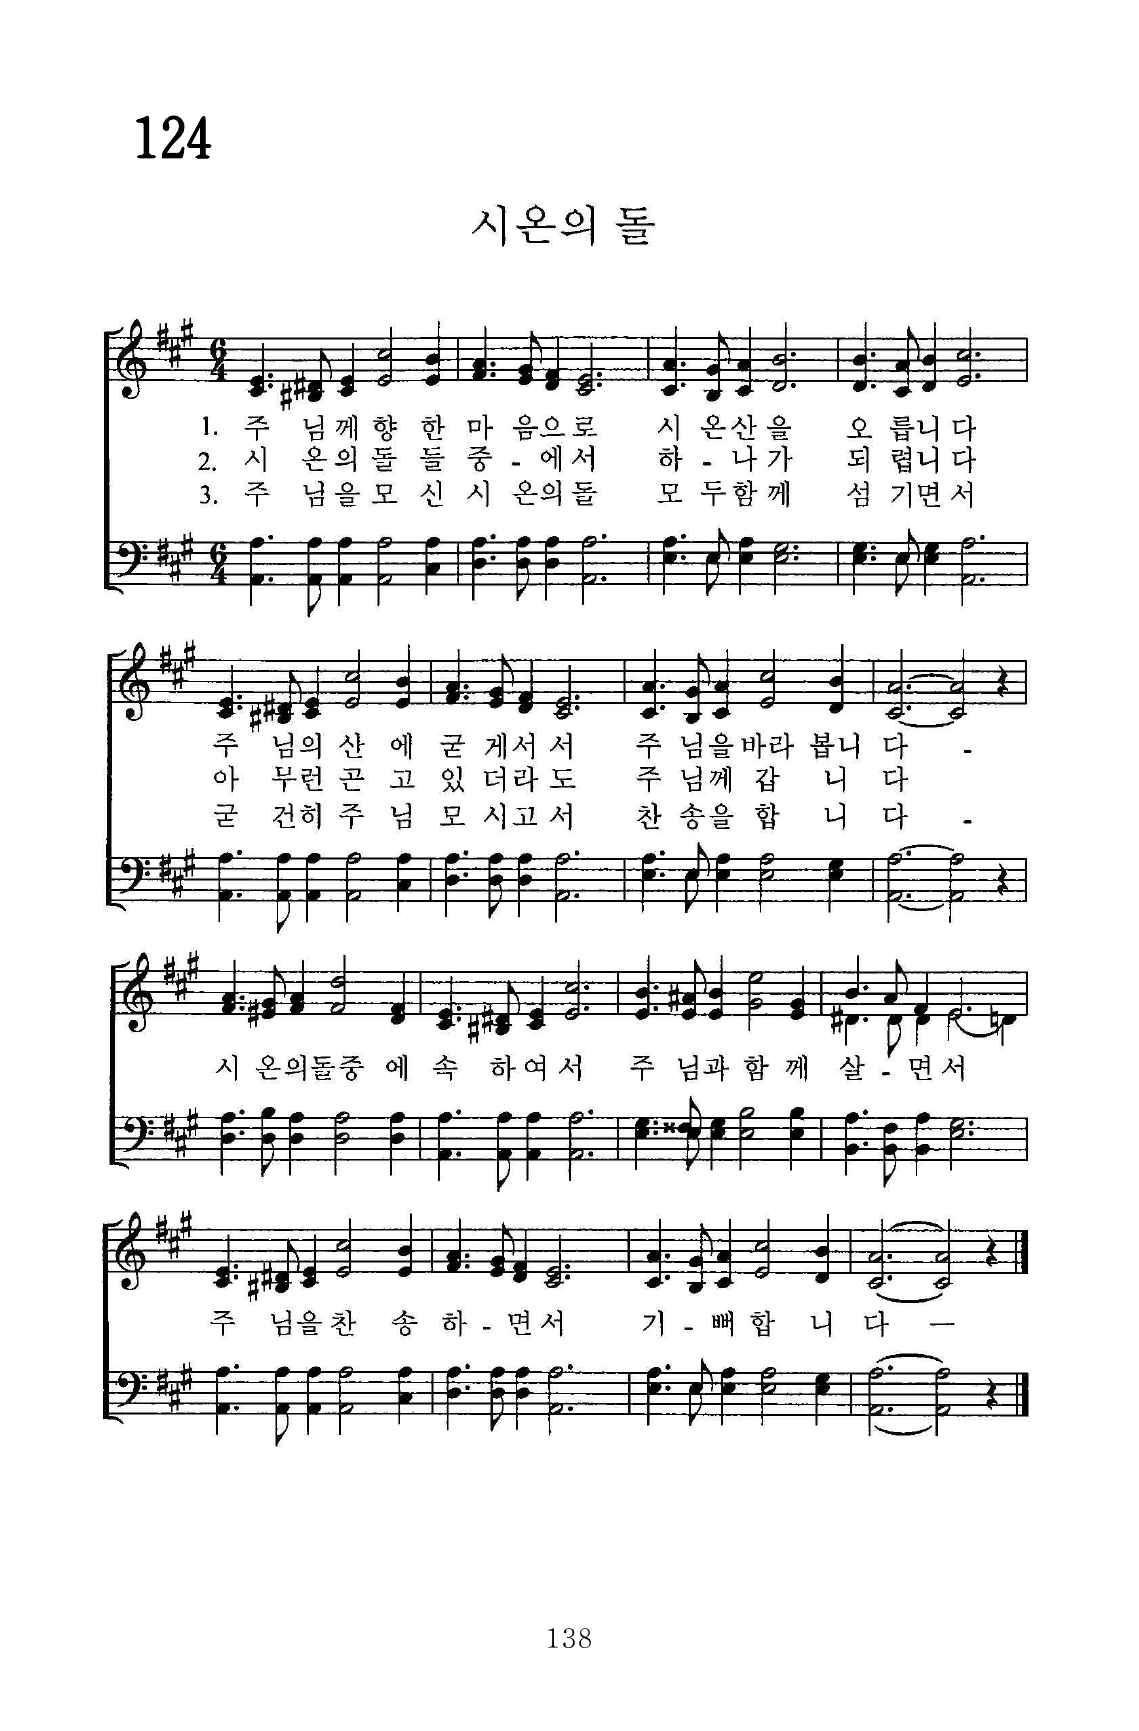 124
시온의 돌
1. 주 님께 향 한 마 음으로 시 온산을 오 릅니다
2. 시 온의 돌 들 중 - 에서 하 - 나가 되 렵니다
3. 주 님을 모 신 시 온의돌 모 두함께 섬 기면서
주 님의 산 에 굳 게서서 주 님을바라 봅니 다 -
아 무런 곤 고 있 더라도 주 님께 갑 니 다
굳 건히 주 님 모 시고서 찬 송을 합 니 다 -
시 온의돌중 에 속 하여서 주 님과 함 께 살 - 면서
주 님을찬 송 하 - 면서 기 - 뻐합 니 다 —
138